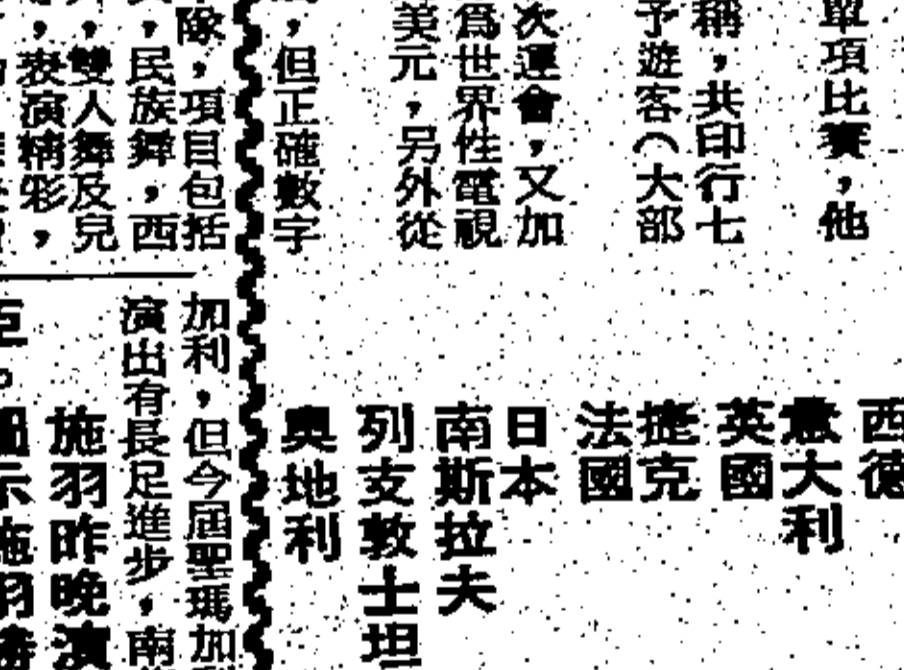 單項比賽，他
稱，共印行七
予遊客（大部
次運會，又加
為世界性電視
美元，另外從
，但正確數字
西德
意大利
英國
捷克
法國
日本
南斯拉夫
列支敦士坦
奧地利
隊，項目包括
，民族舞，西
，雙人舞及兒
，表演精彩，
加利，但今屆聖瑪加
演出有長足進步，南
施羽昨晚演
圖示施羽勝